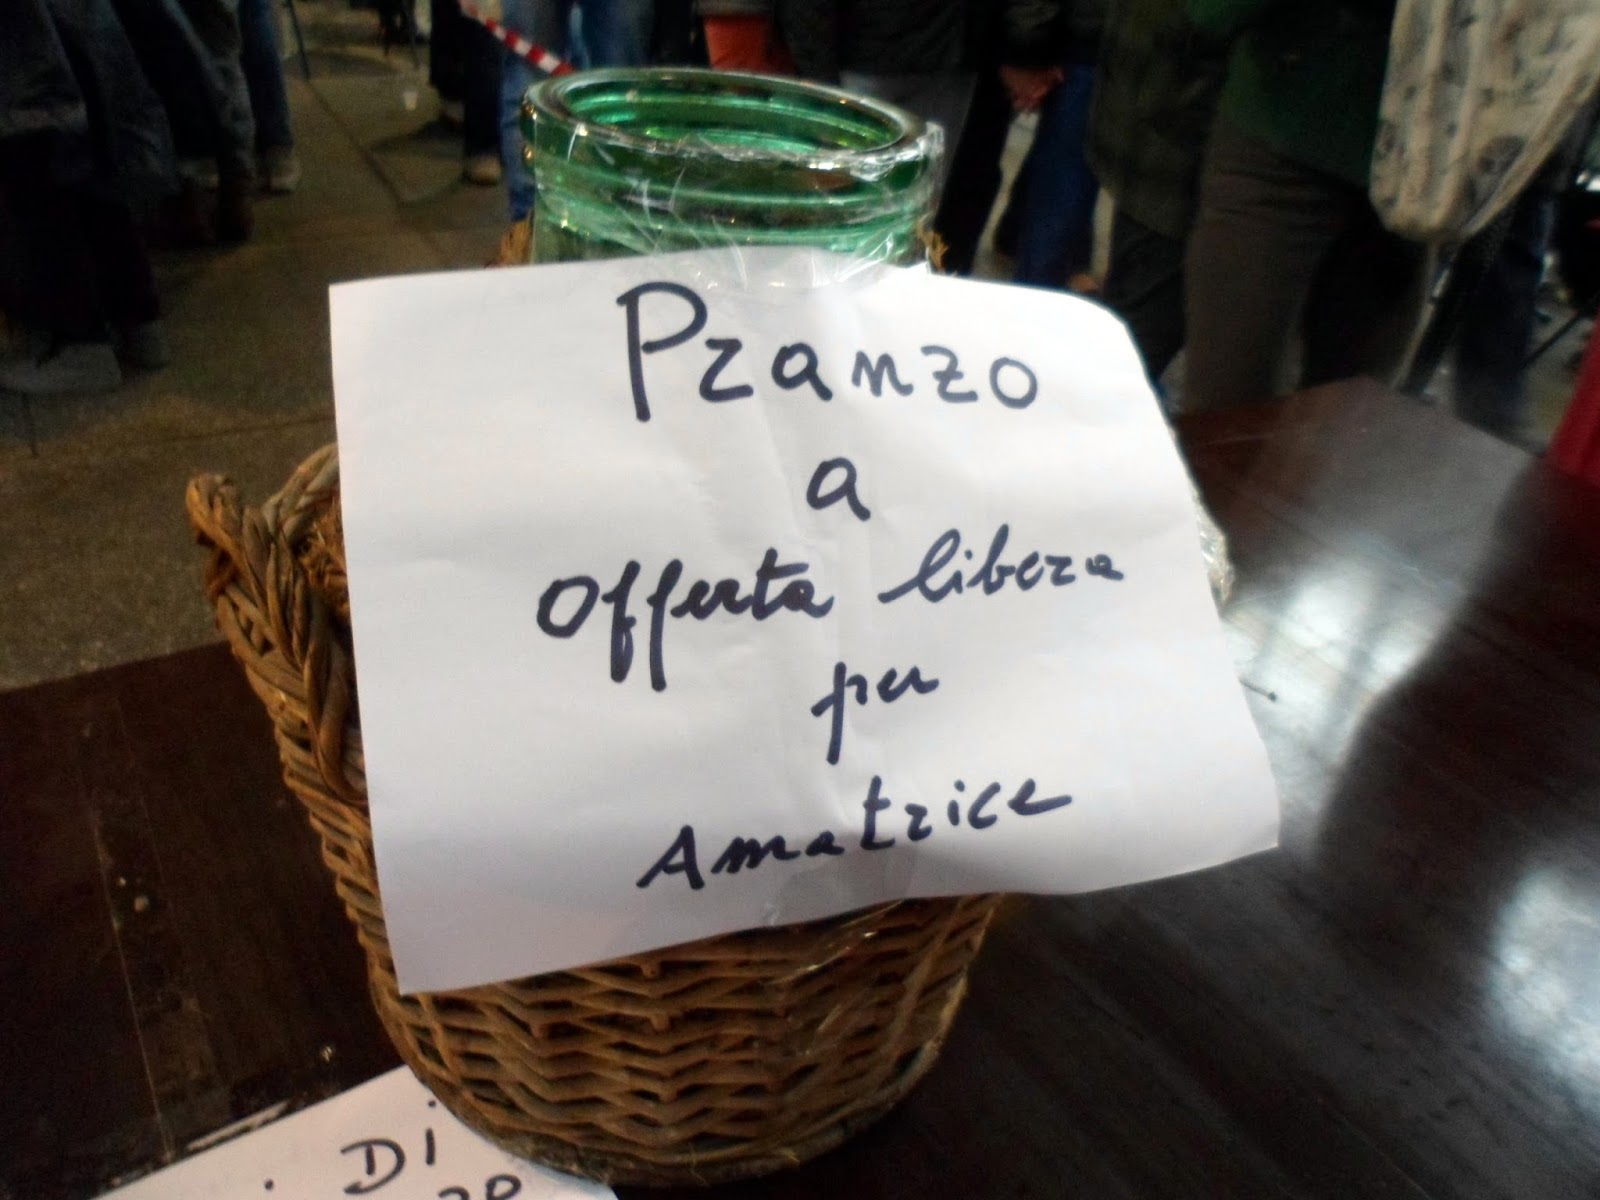 Pranzo
a
Offerta libera
per
Amatrice
DI